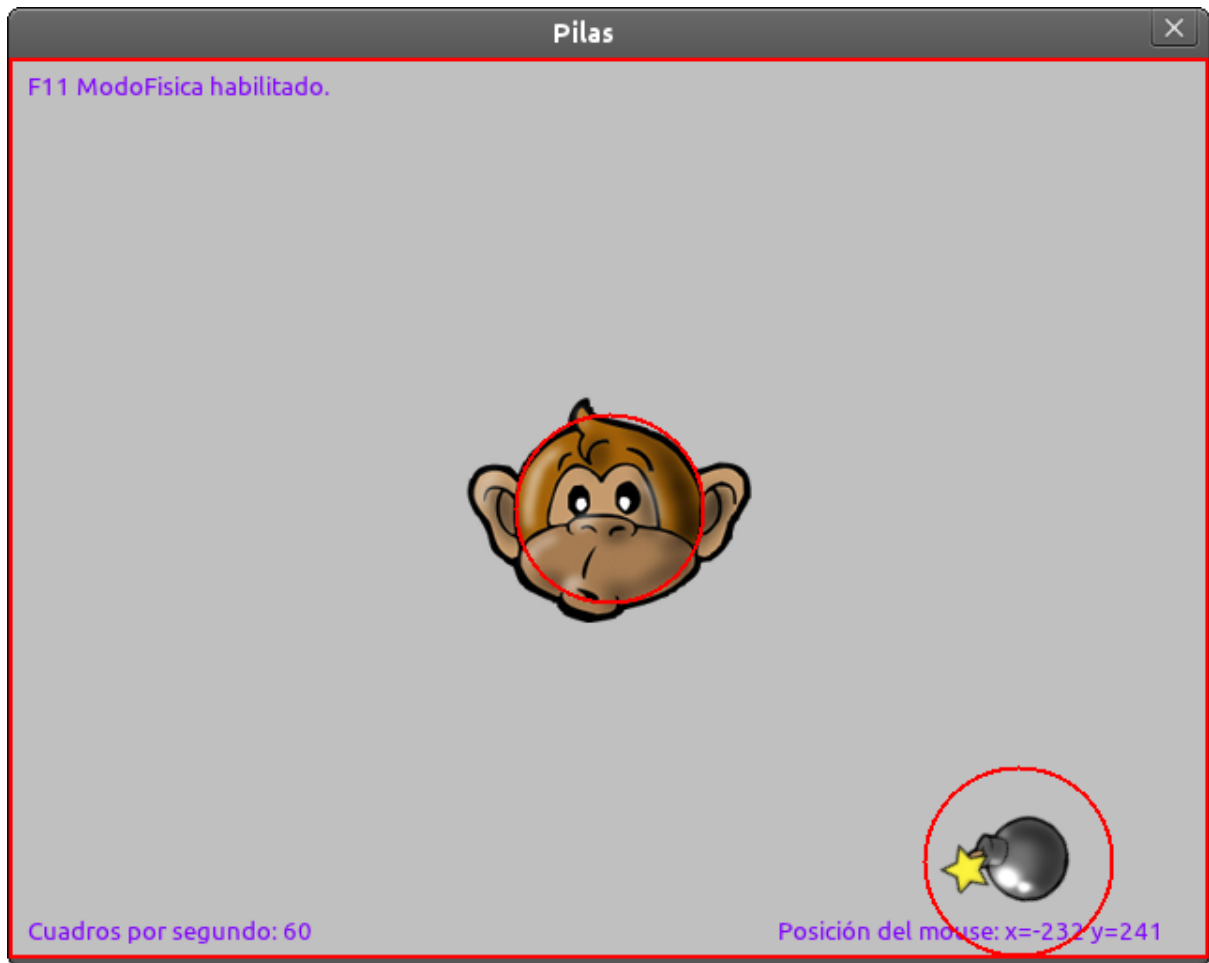 Pilas
F11 ModoFisica habilitado.
Cuadros por segundo: 60
Posición del mouse: x=-232 y=241